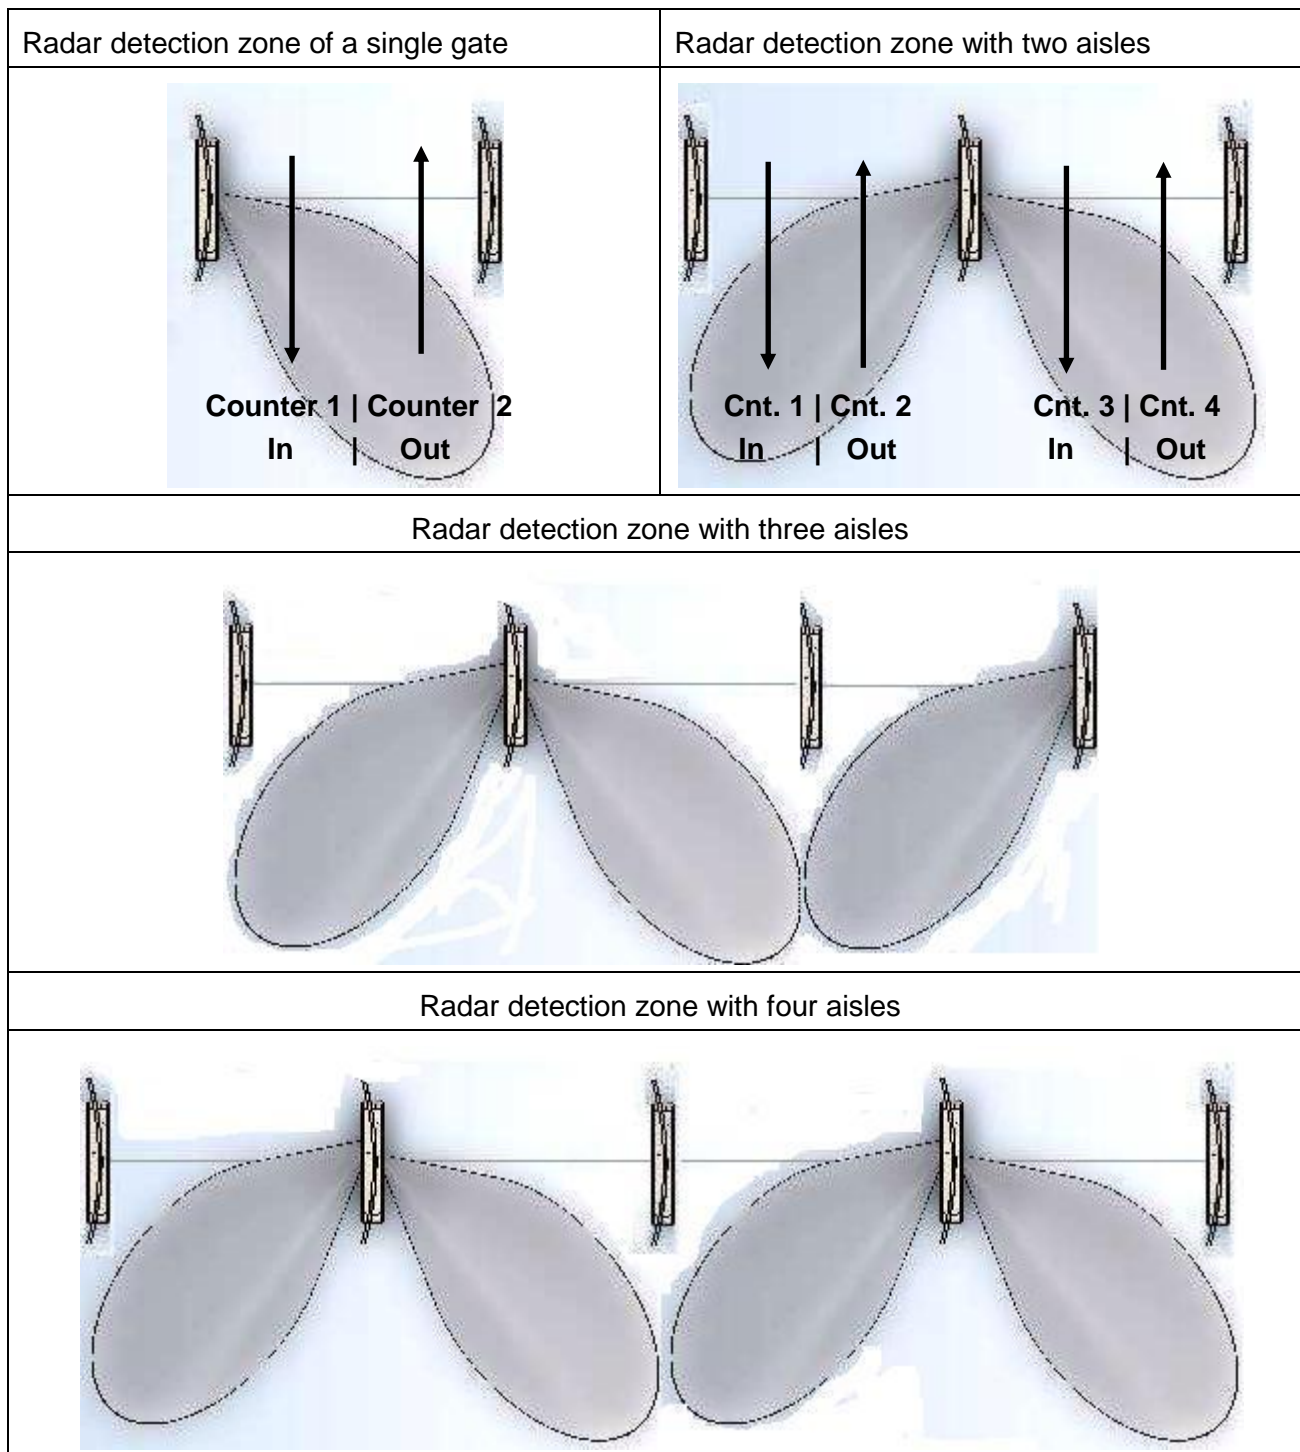 Radar detection zone of a single gate
Radar detection zone with two aisles
Counter 1 | Counter 2
In | Out
Cnt. 1 | Cnt. 2
In | Out
Cnt. 3 | Cnt. 4
In | Out
Radar detection zone with three aisles
Radar detection zone with four aisles